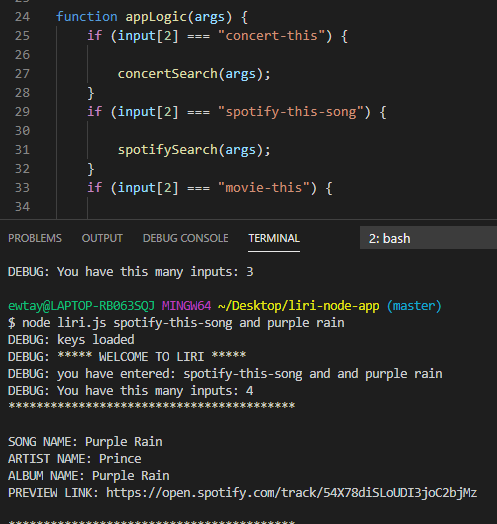 24 function appLogic(args) {
25 if (input[2] === "concert-this") {
26
27 concertSearch(args);
28 }
29 if (input[2] === "spotify-this-song") {
30
31 spotifySearch(args);
32 }
33 if (input[2] === "movie-this") {
34
PROBLEMS OUTPUT DEBUG CONSOLE TERMINAL 2: bash
DEBUG: You have this many inputs: 3
ewtay@LAPTOP-RB063SQJ MINGW64 ~/Desktop/liri-node-app (master)
$ node liri.js spotify-this-song and purple rain
DEBUG: keys loaded
DEBUG: ***** WELCOME TO LIRI *****
DEBUG: you have entered: spotify-this-song and and purple rain
DEBUG: You have this many inputs: 4
*****************************************
SONG NAME: Purple Rain
ARTIST NAME: Prince
ALBUM NAME: Purple Rain
PREVIEW LINK: https://open.spotify.com/track/54X78diSLoUDI3joC2bjMz
*****************************************